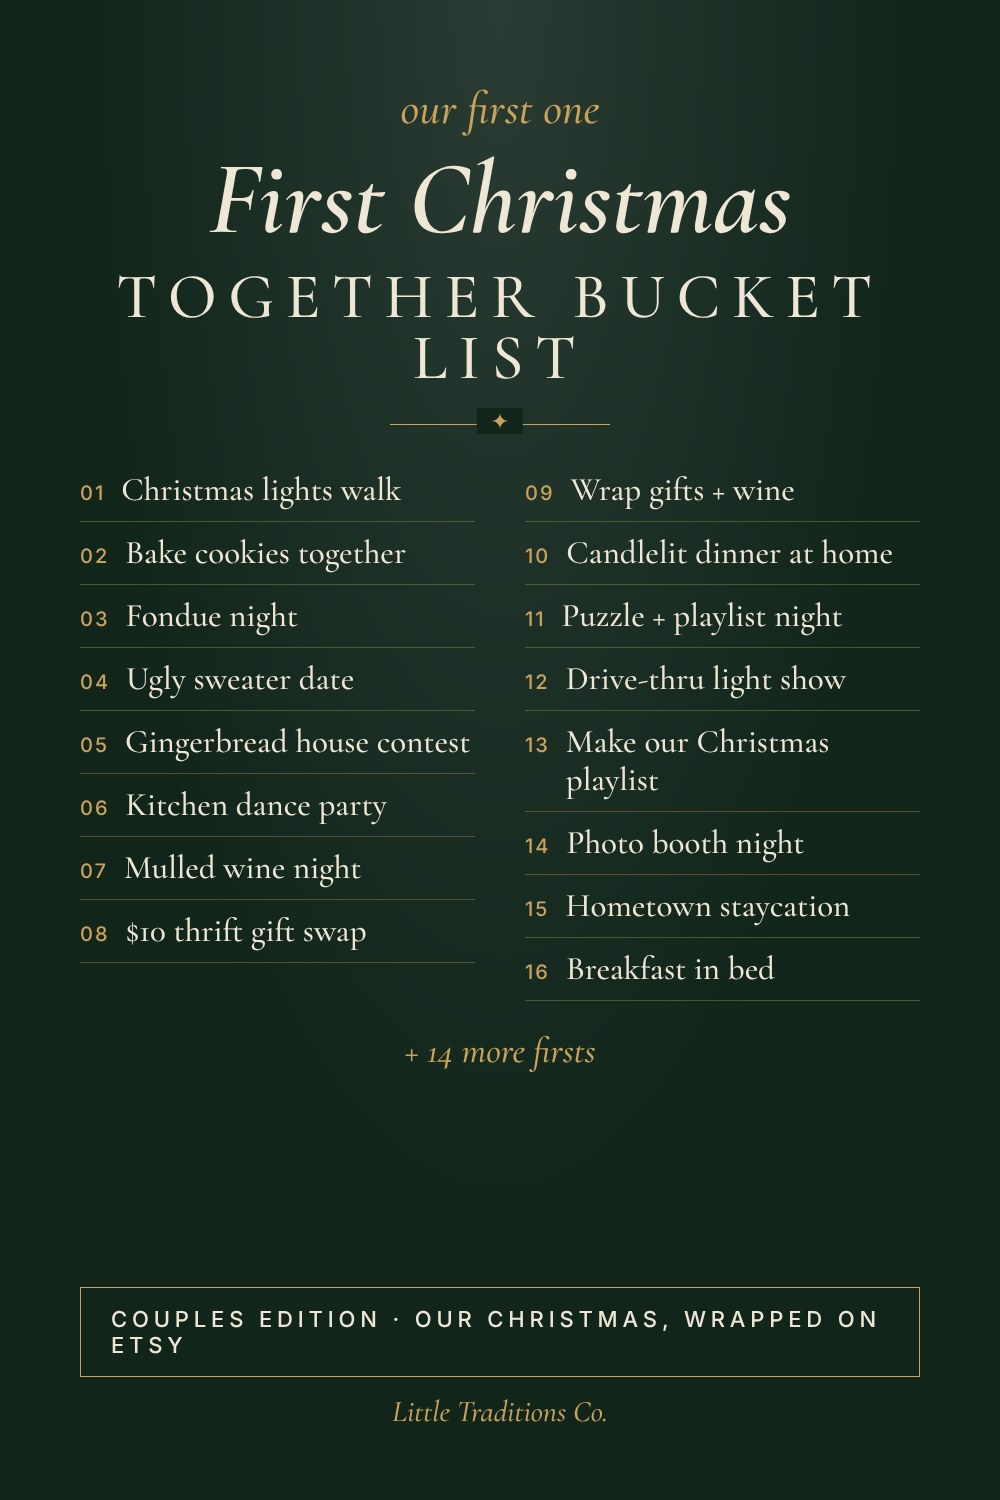 our first one
First Christmas
TOGETHER BUCKET
LIST
01 Christmas lights walk
02 Bake cookies together
03 Fondue night
04 Ugly sweater date
05 Gingerbread house contest
06 Kitchen dance party
07 Mulled wine night
08 $10 thrift gift swap
09 Wrap gifts + wine
10 Candlelit dinner at home
11 Puzzle + playlist night
12 Drive-thru light show
13 Make our Christmas
playlist
14 Photo booth night
15 Hometown staycation
16 Breakfast in bed
+ 14 more firsts
COUPLES EDITION · OUR CHRISTMAS, WRAPPED ON
ETSY
Little Traditions Co.